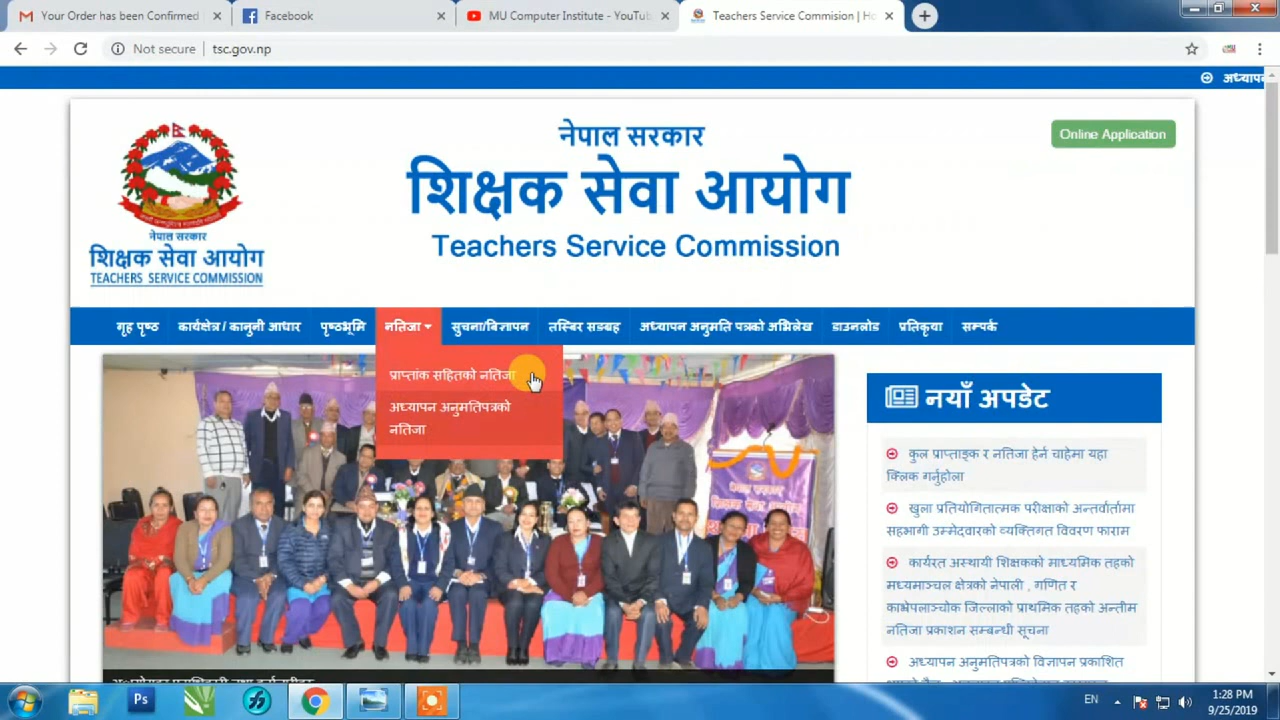 Your Order has been Confirmed
Facebook
MU Computer Institute - YouTub
Teachers Service Commision | Ho
Not secure | tsc.gov.np
नेपाल सरकार
Online Application
शिक्षक सेवा आयोग
Teachers Service Commission
नेपाल सरकार
शिक्षक सेवा आयोग
TEACHERS SERVICE COMMISSION
गृह पृष्ठ
कार्यक्षेत्र / कानुनी आधार
पृष्ठभूमि
नतिजा
सुचना/बिज्ञापन
तस्बिर सङग्रह
अध्यापन अनुमति पत्रको अभिलेख
डाउनलोड
प्रतिकृया
सम्पर्क
प्राप्तांक सहितको नतिजा
अध्यापन अनुमतिपत्रको
नतिजा
नयाँ अपडेट
कुल प्राप्ताङ्क र नतिजा हेर्न चाहेमा यहा
क्लिक गर्नुहोला
खुला प्रतियोगितात्मक परीक्षाको अन्तर्वार्तामा
सहभागी उम्मेदवारको व्यक्तिगत विवरण फाराम
कार्यरत अस्थायी शिक्षकको माध्यमिक तहको
मध्यमाञ्चल क्षेत्रको नेपाली , गणित र
काभ्रेपलाञ्चोक जिल्लाको प्राथमिक तहको अन्तीम
नतिजा प्रकाशन सम्बन्धी सूचना
अध्यापन अनुमतिपत्रको विज्ञापन प्रकाशित
नेपाल सरकार
शिक्षक सेवा आयोग
Ps
EN
1:28 PM
9/25/2019